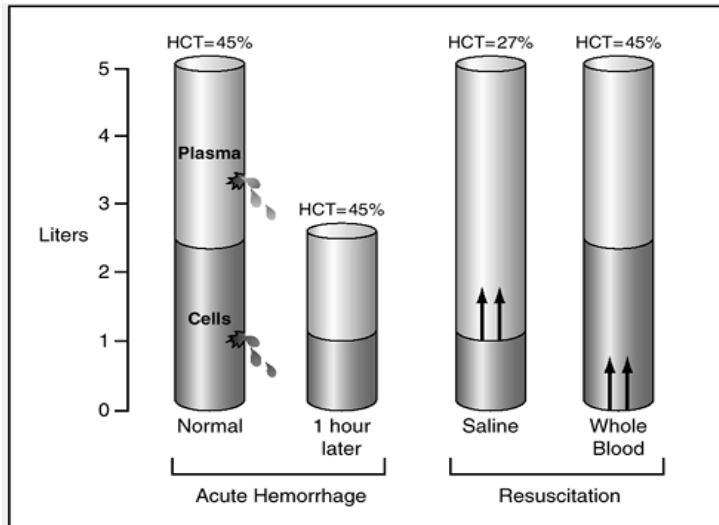 HCT=45%
HCT=27%
HCT=45%
5
4
Plasma
3
HCT=45%
Liters
2
Cells
1
0
Normal
1 hour
later
Saline
Whole
Blood
Acute Hemorrhage
Resuscitation